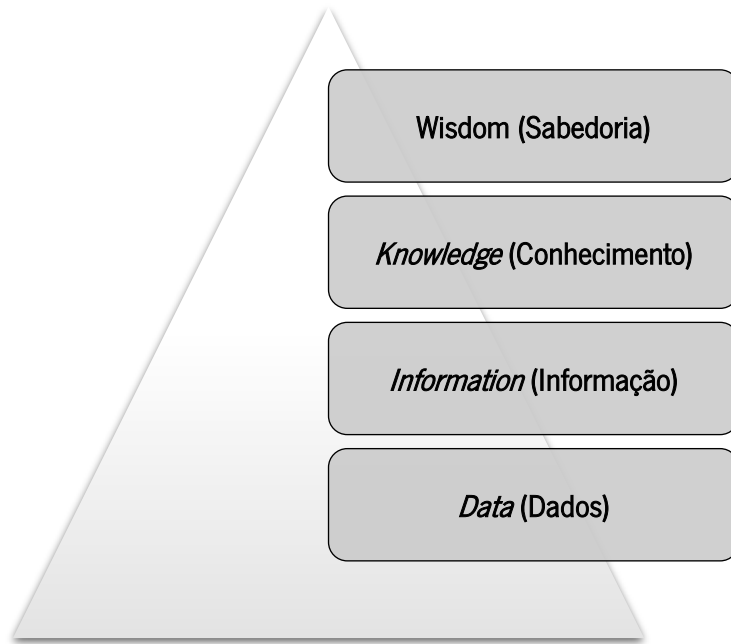 Wisdom (Sabedoria)
Knowledge (Conhecimento)
Information (Informação)
Data (Dados)